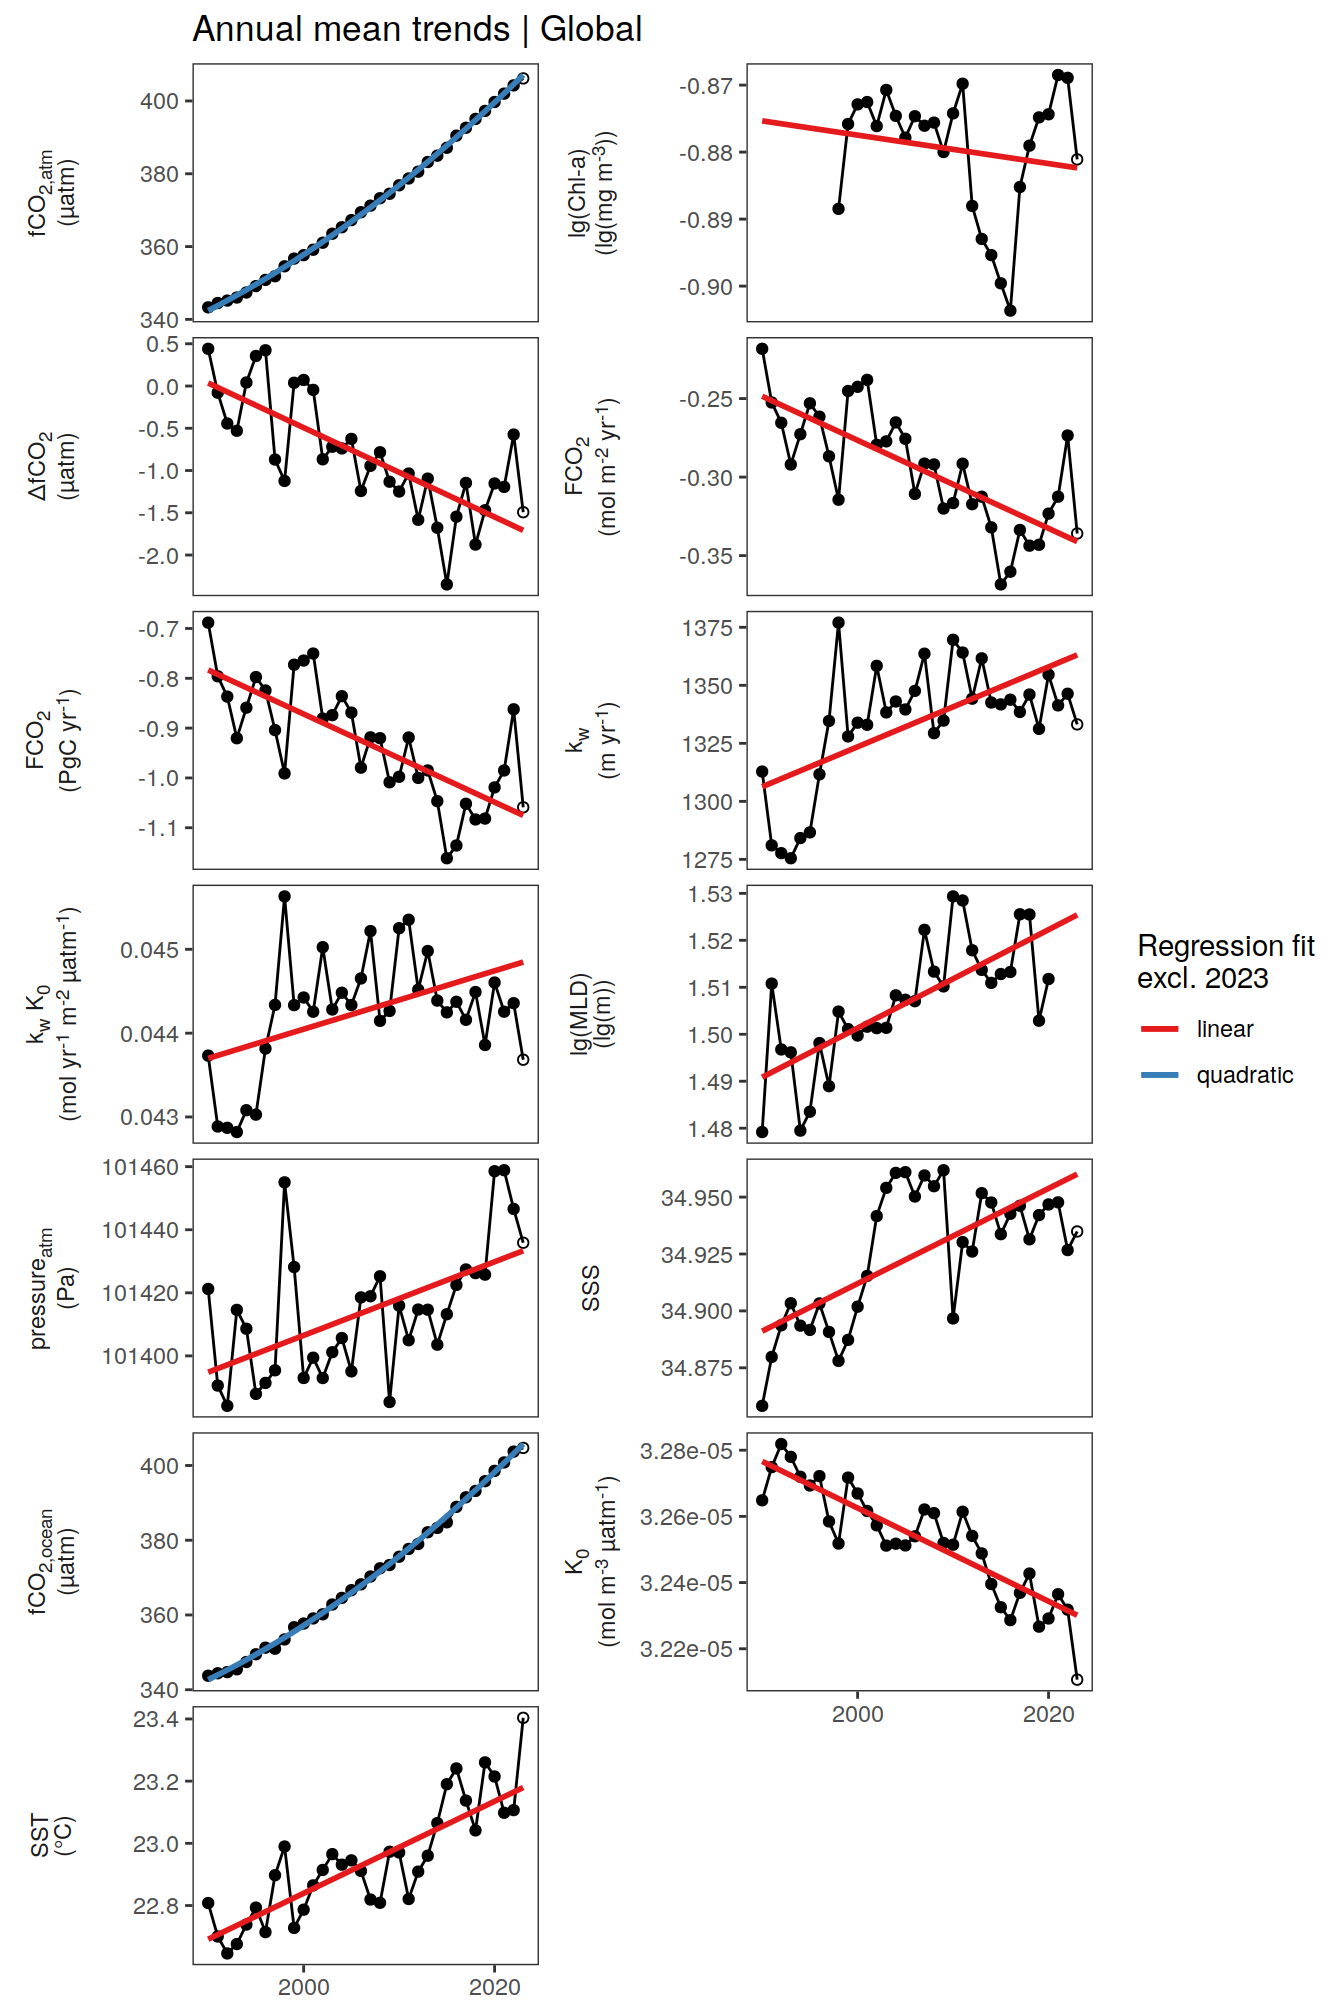 Annual mean trends | Global
fCO2,atm
(µatm)
400
380
360
340
lg(Chl-a)
(lg(mg m-3))
-0.87
-0.88
-0.89
-0.90
ΔfCO2
(µatm)
0.5
0.0
-0.5
-1.0
-1.5
-2.0
FCO2
(mol m-2 yr-1)
-0.25
-0.30
-0.35
FCO2
(PgC yr-1)
-0.7
-0.8
-0.9
-1.0
-1.1
kw
(m yr-1)
1375
1350
1325
1300
1275
kw K0
(mol yr-1 m-2 µatm-1)
0.045
0.044
0.043
lg(MLD)
(lg(m))
1.53
1.52
1.51
1.50
1.49
1.48
Regression fit
excl. 2023
linear
quadratic
pressureatm
(Pa)
101460
101440
101420
101400
SSS
34.950
34.925
34.900
34.875
fCO2,ocean
(µatm)
400
380
360
340
K0
(mol m-3 µatm-1)
3.28e-05
3.26e-05
3.24e-05
3.22e-05
2000 2020
SST
(°C)
23.4
23.2
23.0
22.8
2000 2020